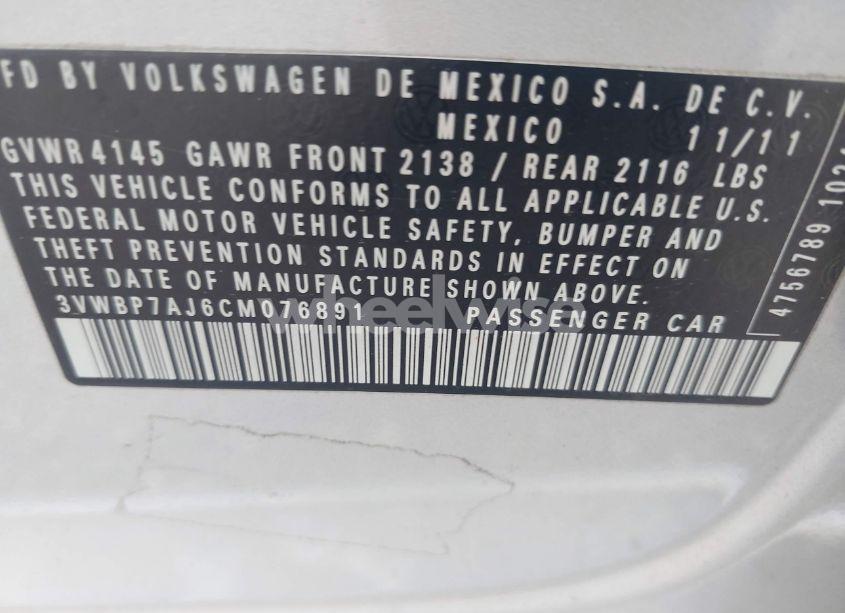 FD BY VOLKSWAGEN DE MEXICO S.A. DE C.V.
MEXICO 11/11
GVWR 4145 GAWR FRONT 2138 / REAR 2116 LBS
THIS VEHICLE CONFORMS TO ALL APPLICABLE U.S.
FEDERAL MOTOR VEHICLE SAFETY, BUMPER AND
THEFT PREVENTION STANDARDS IN EFFECT ON
THE DATE OF MANUFACTURE SHOWN ABOVE.
3VWBP7AJ6CM076891 PASSENGER CAR
4756789
wheelwise